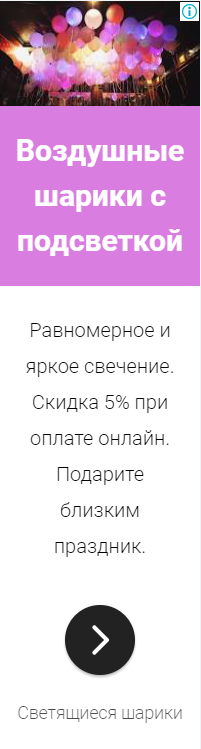 Воздушные
шарики с
подсветкой
Равномерное и
яркое свечение.
Скидка 5% при
оплате онлайн.
Подарите
близким
праздник.
Светящиеся шарики